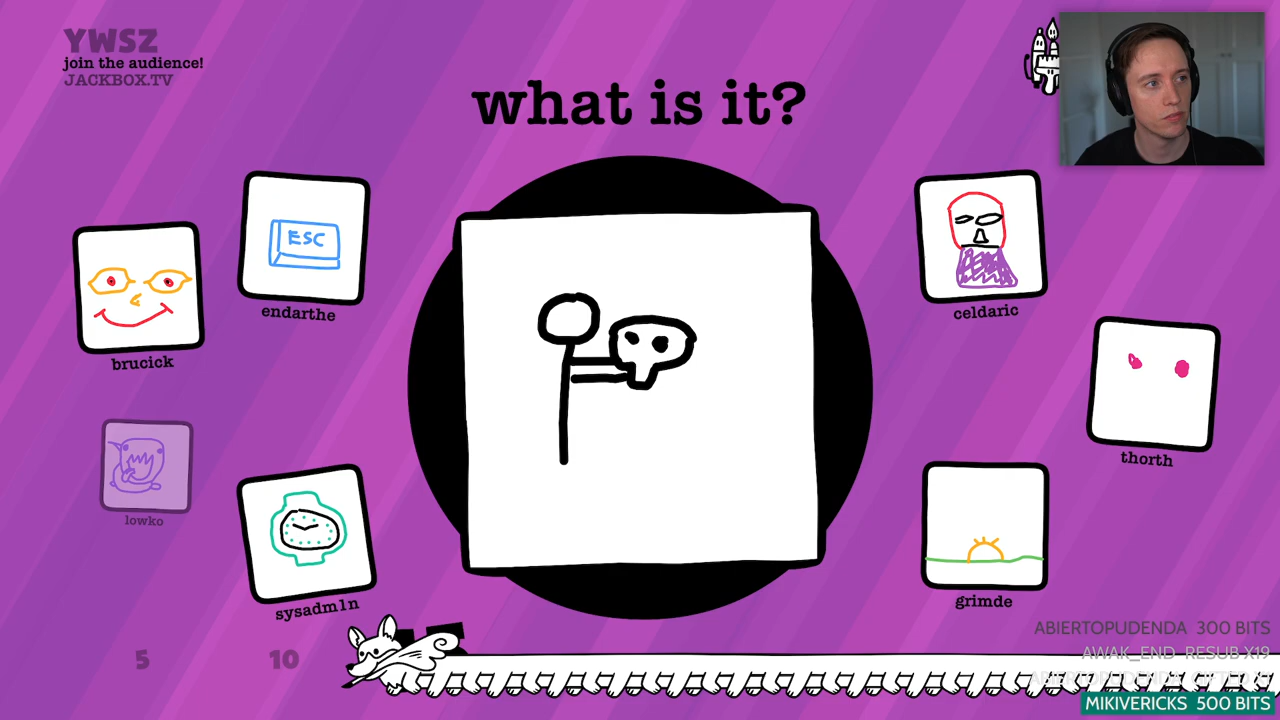 YWSZ
join the audience!
JACKBOX.TV
what is it?
ESC
endarthe
brucick
lowko
sysadm1n
celdaric
thorth
grimde
5
10
ABIERTOPUDENDA 300 BITS
AWAK_END RESUB X19
MIKIVERICKS 500 BITS